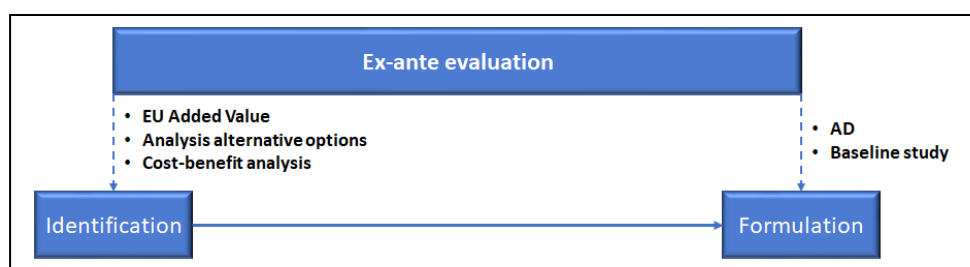 Ex-ante evaluation
• EU Added Value
• Analysis alternative options
• Cost-benefit analysis
• AD
• Baseline study
Identification
Formulation